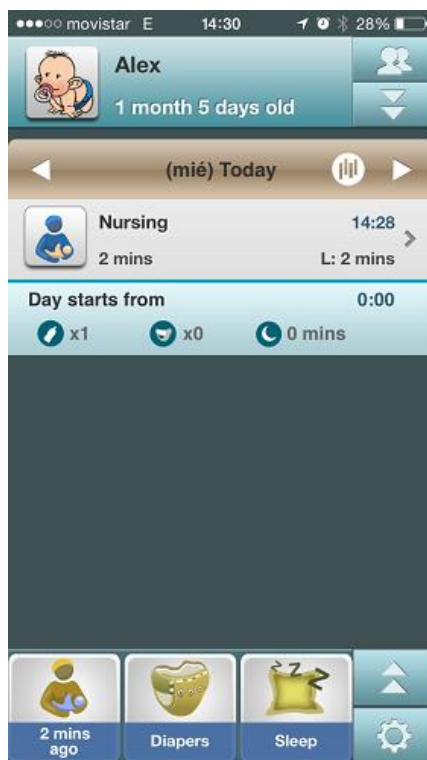 movistar E 14:30 28%
Alex
1 month 5 days old
(mié) Today
Nursing 14:28
2 mins L: 2 mins
Day starts from 0:00
x1 x0 0 mins
zZZ
2 mins
ago
Diapers
Sleep